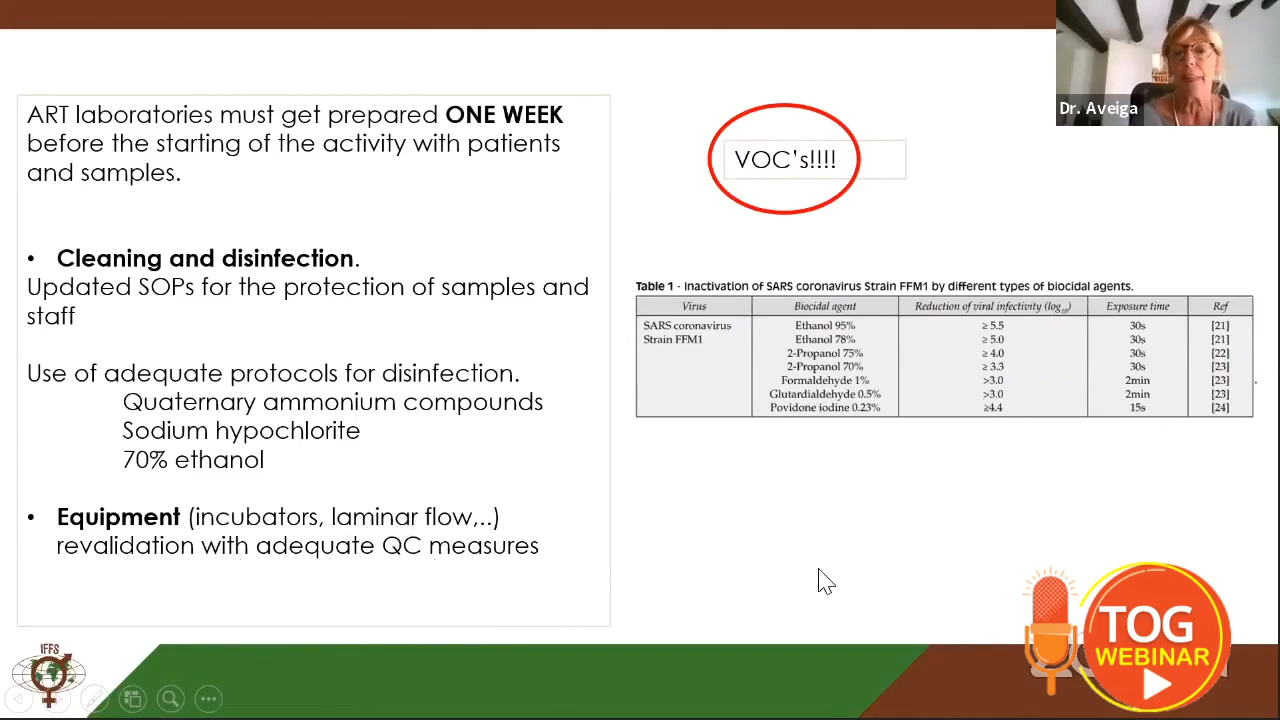 ART laboratories must get prepared ONE WEEK
before the starting of the activity with patients
and samples.
• Cleaning and disinfection.
Updated SOPs for the protection of samples and
staff
Use of adequate protocols for disinfection.
Quaternary ammonium compounds
Sodium hypochlorite
70% ethanol
• Equipment (incubators, laminar flow,..)
revalidation with adequate QC measures
VOC's!!!!
Dr. Aveiga
Table 1 - Inactivation of SARS coronavirus Strain FFM1 by different types of biocidal agents.
Virus Biocidal agent Reduction of viral infectivity (log10) Exposure time Ref
SARS coronavirus Ethanol 95% ≥ 5.5 30s [21]
Strain FFM1 Ethanol 78% ≥ 5.0 30s [21]
2-Propanol 75% ≥ 4.0 30s [22]
2-Propanol 70% ≥ 3.3 30s [23]
Formaldehyde 1% >3.0 2min [23]
Glutardialdehyde 0.5% >3.0 2min [23]
Povidone iodine 0.23% ≥4.4 15s [24]
IFFS
TOG
WEBINAR